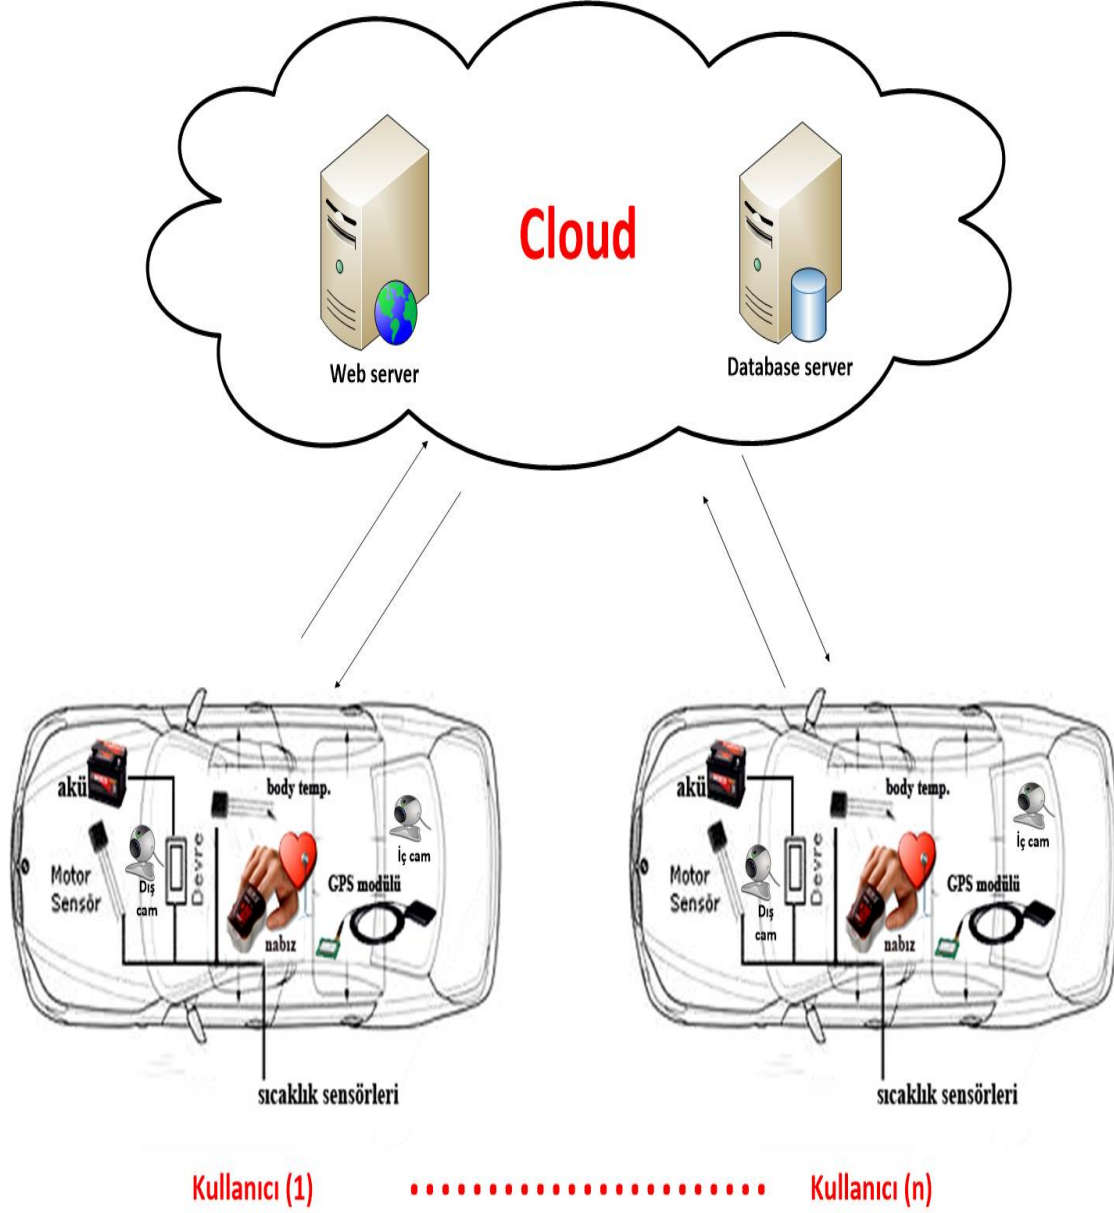 Cloud
Web server
Database server
akü
body temp.
İç cam
Motor
Sensör
Dış
cam
Devre
GPS modülü
nabız
sıcaklık sensörleri
akü
body temp.
İç cam
Motor
Sensör
Dış
cam
Devre
GPS modülü
nabız
sıcaklık sensörleri
Kullanıcı (1)
Kullanıcı (n)